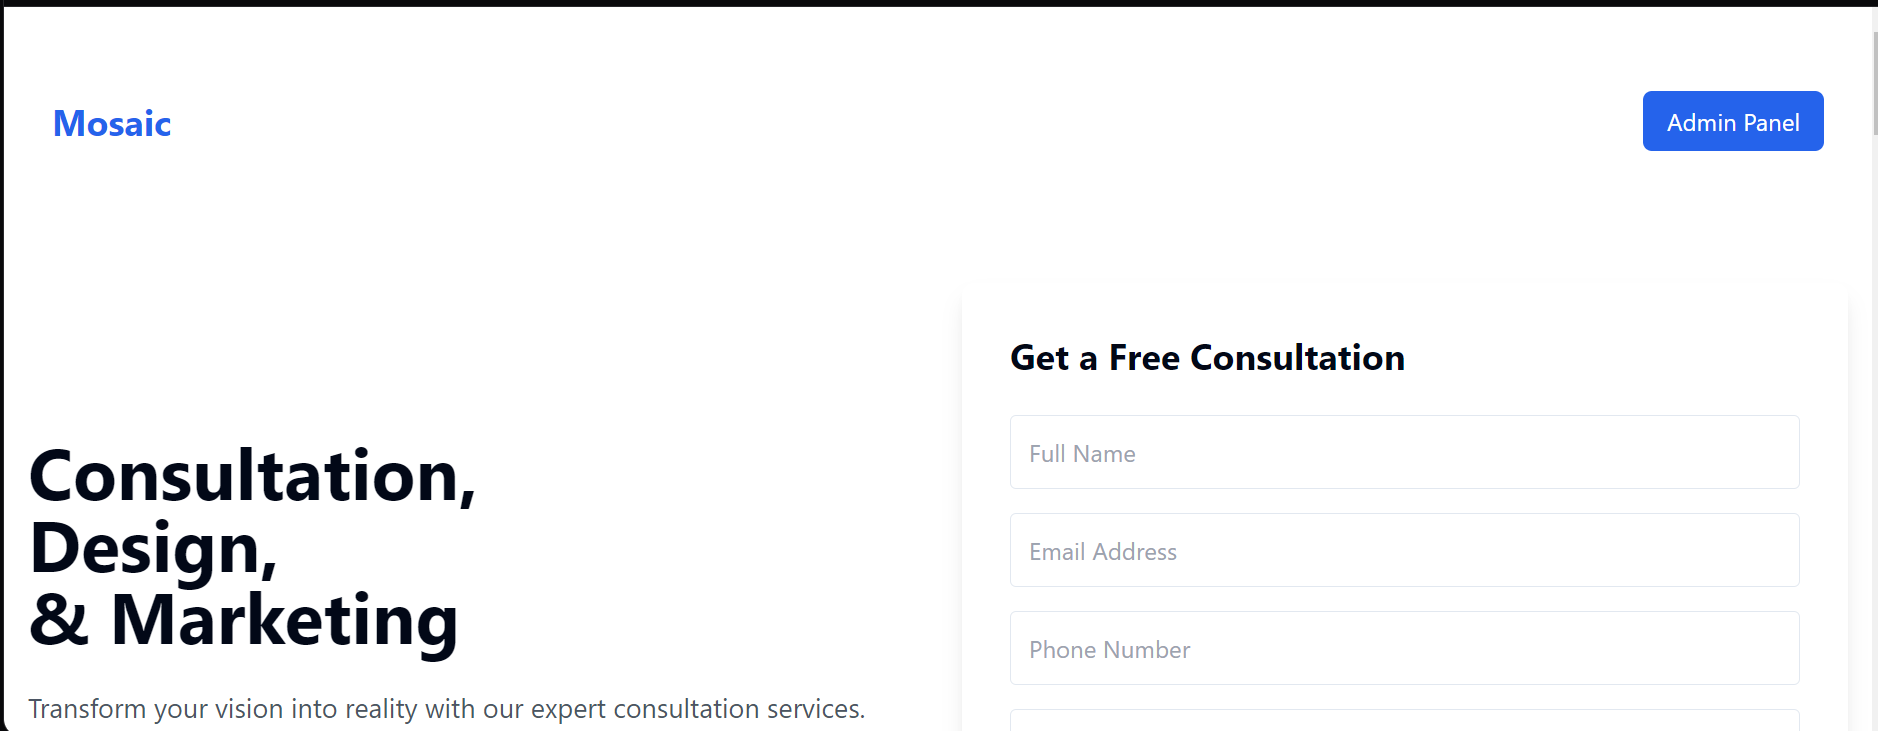 Mosaic
Admin Panel
Consultation,
Design,
& Marketing
Transform your vision into reality with our expert consultation services.
Get a Free Consultation
Full Name
Email Address
Phone Number